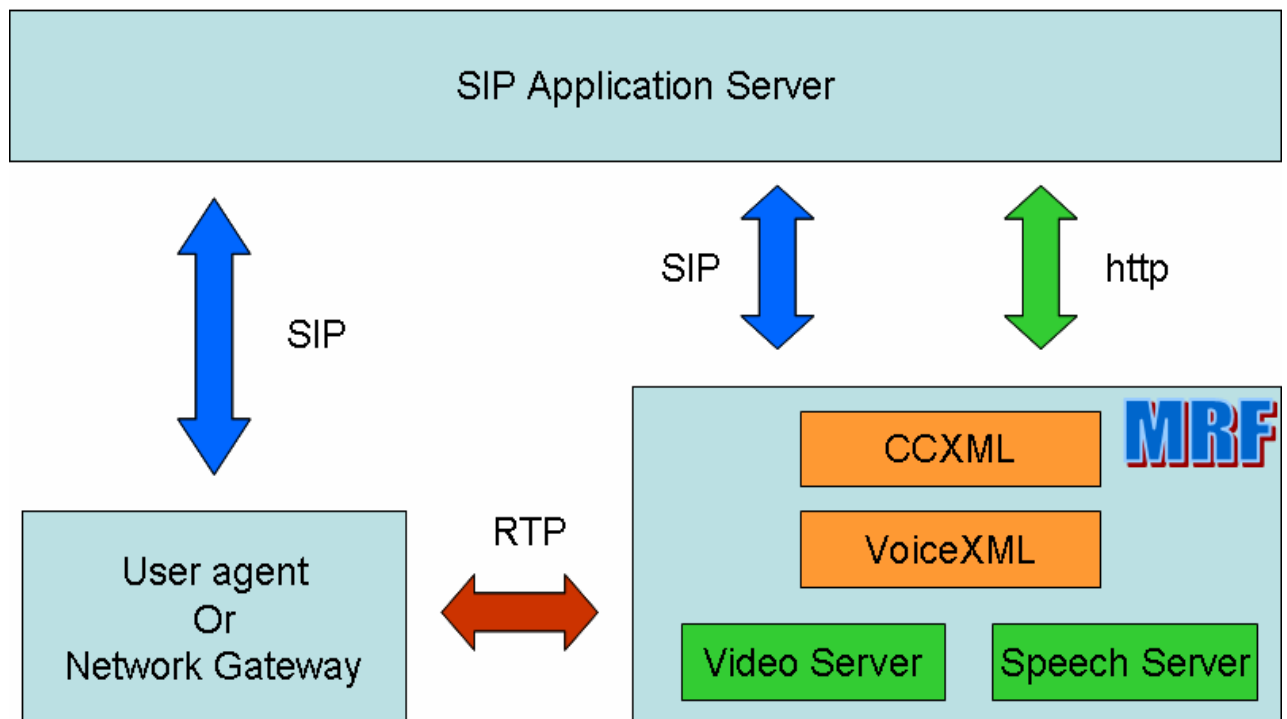 SIP Application Server
SIP
SIP
http
MRF
CCXML
VoiceXML
Video Server
Speech Server
RTP
User agent
Or
Network Gateway